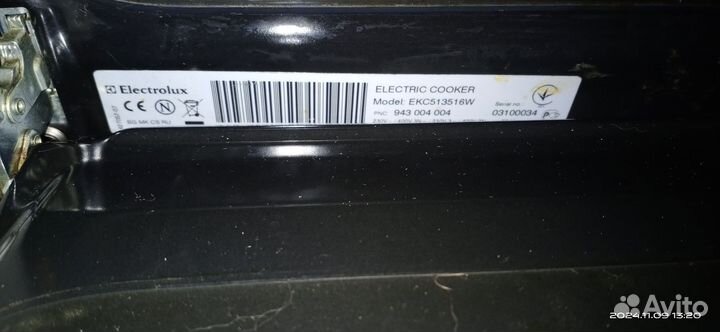 Electrolux
BG MK CS RU
ELECTRIC COOKER
Model: EKC513516W
PNC 943 004 004
Serial no.:
03100034
2024.11.09 13:20
Avito